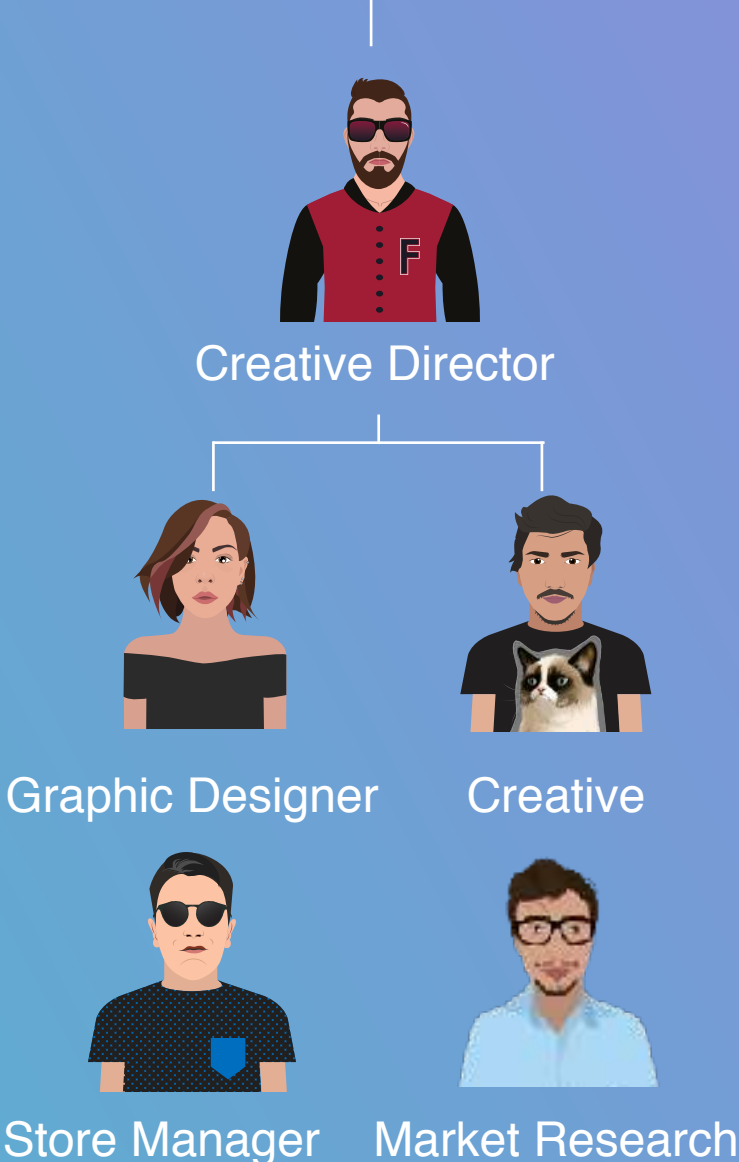 F
Creative Director
Graphic Designer
Creative
Store Manager
Market Research